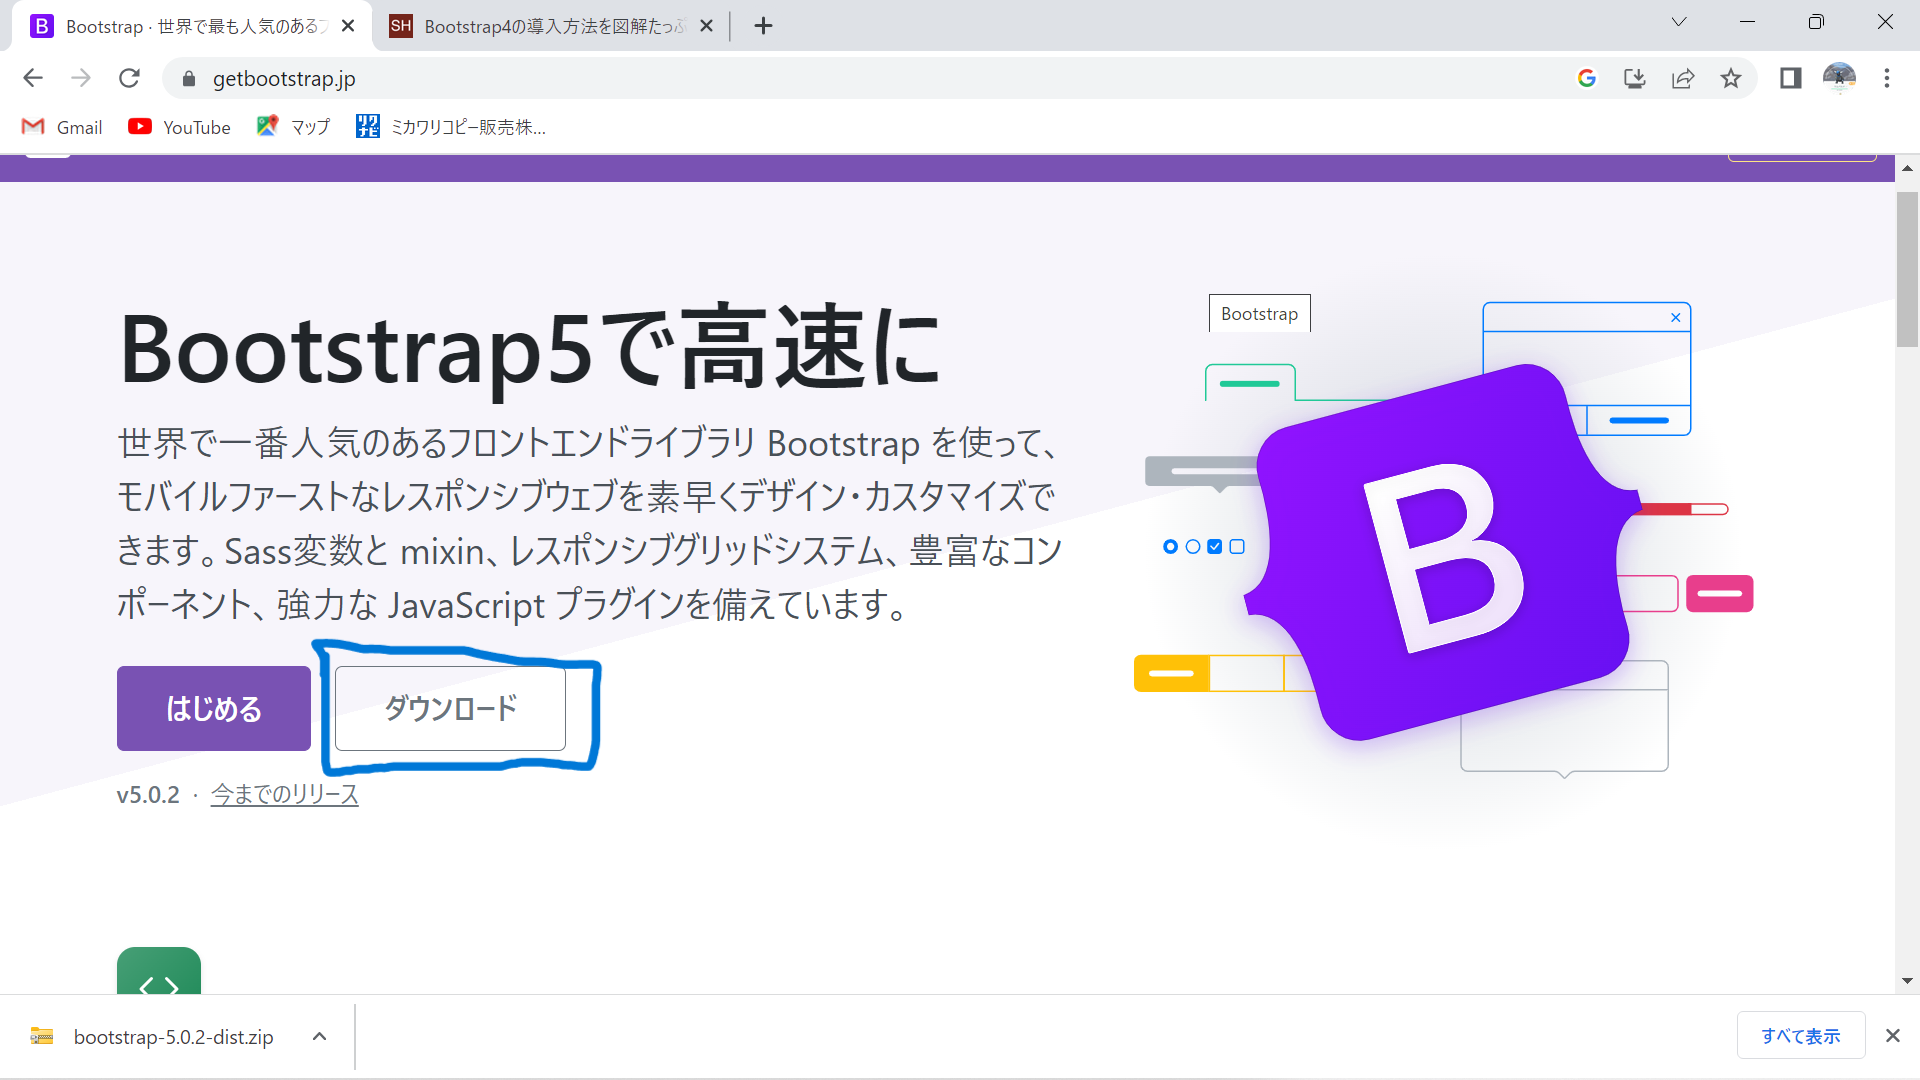 Bootstrap · 世界で最も人気のあるフ
SH Bootstrap4の導入方法を図解たっぷ
getbootstrap.jp
Gmail YouTube マップ リクナビ ミカワリコピー販売株...
Bootstrap5で高速に
世界で一番人気のあるフロントエンドライブラリ Bootstrap を使って、
モバイルファーストなレスポンシブウェブを素早くデザイン・カスタマイズで
きます。Sass変数と mixin、レスポンシブグリッドシステム、豊富なコン
ポーネント、強力な JavaScript プラグインを備えています。
はじめる ダウンロード
v5.0.2 · 今までのリリース
Bootstrap
B
bootstrap-5.0.2-dist.zip
すべて表示